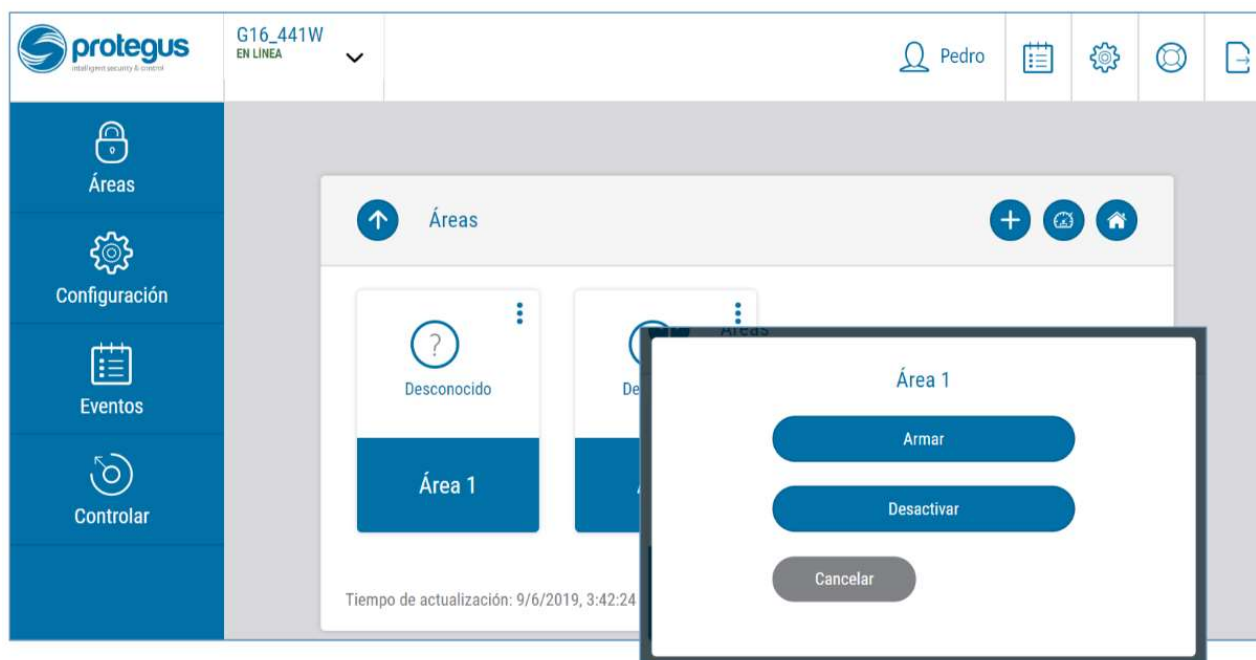 protegus
intelligent security & control
G16_441W
EN LÍNEA
Pedro
Áreas
Configuración
Eventos
Controlar
Áreas
?
Desconocido
Área 1
Tiempo de actualización: 9/6/2019, 3:42:24
Áreas
Área 1
Armar
Desactivar
Cancelar